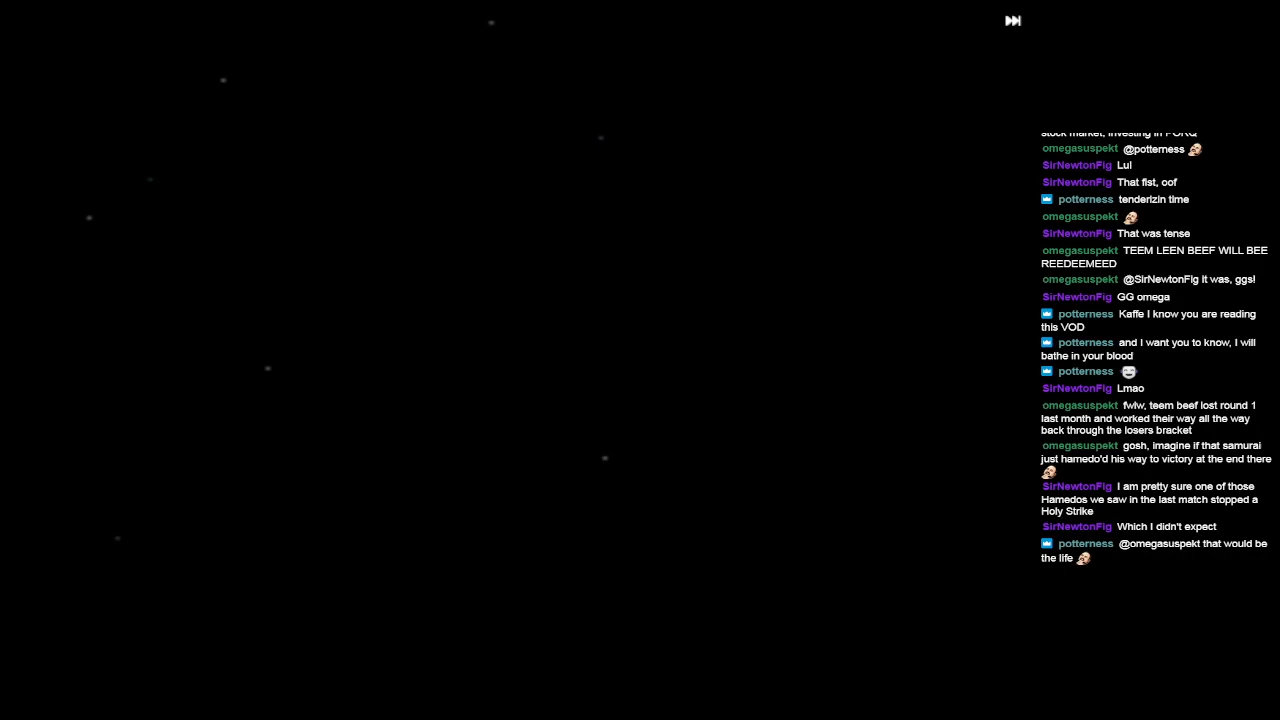 stock market, investing in PORQ
omegasuspekt @potterness
SirNewtonFig Lul
SirNewtonFig That fist, oof
potterness tenderizin time
omegasuspekt
SirNewtonFig That was tense
omegasuspekt TEEM LEEN BEEF WILL BEE
REEDEEMEED
omegasuspekt @SirNewtonFig It was, ggs!
SirNewtonFig GG omega
potterness Kaffe I know you are reading
this VOD
potterness and I want you to know, I will
bathe in your blood
potterness
SirNewtonFig Lmao
omegasuspekt fwiw, teem beef lost round 1
last month and worked their way all the way
back through the losers bracket
omegasuspekt gosh, imagine if that samurai
just hamedo'd his way to victory at the end there
SirNewtonFig I am pretty sure one of those
Hamedos we saw in the last match stopped a
Holy Strike
SirNewtonFig Which I didn't expect
potterness @omegasuspekt that would be
the life